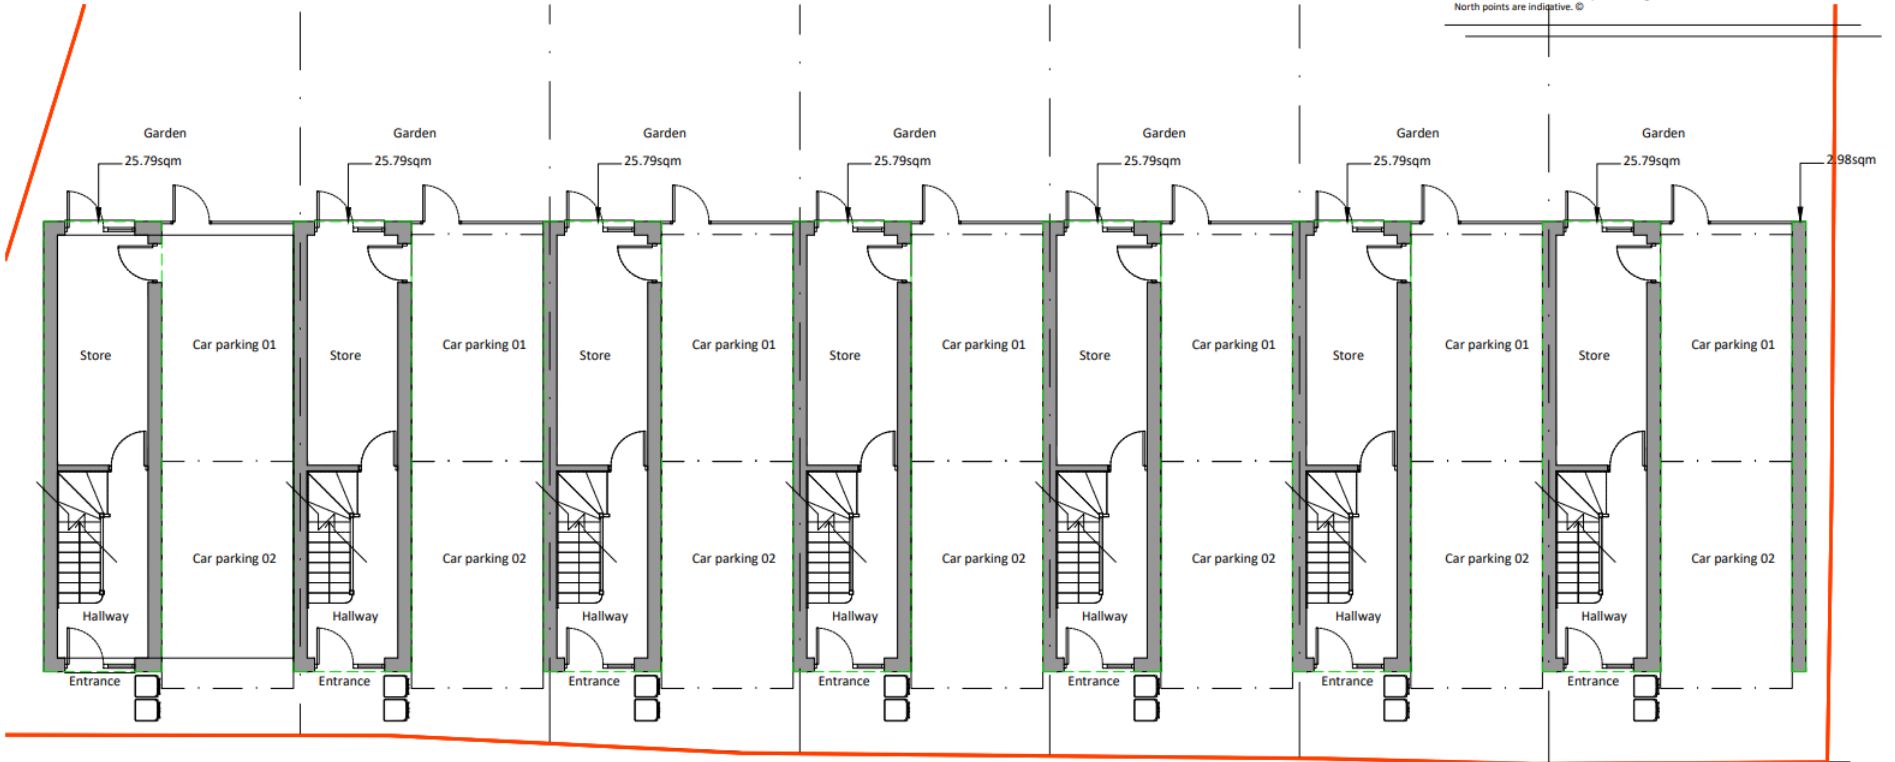 North points are indicative. ©
Garden Garden Garden Garden Garden Garden Garden
25.79sqm 25.79sqm 25.79sqm 25.79sqm 25.79sqm 25.79sqm 25.79sqm 2.98sqm
Car parking 01 Car parking 01 Car parking 01 Car parking 01 Car parking 01 Car parking 01 Car parking 01
Store Store Store Store Store Store Store
Car parking 02 Car parking 02 Car parking 02 Car parking 02 Car parking 02 Car parking 02 Car parking 02
Hallway Hallway Hallway Hallway Hallway Hallway Hallway
Entrance Entrance Entrance Entrance Entrance Entrance Entrance